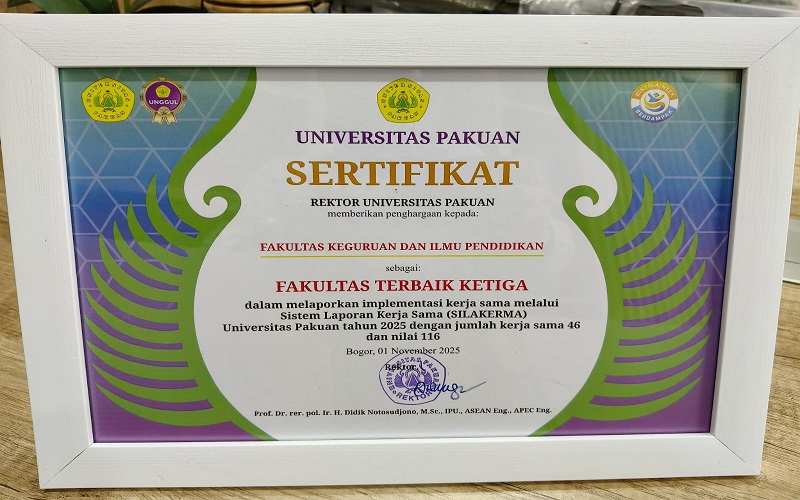 UNGGUL
DIKTISAINTEK
BERDAMPAK
UNIVERSITAS PAKUAN
SERTIFIKAT
REKTOR UNIVERSITAS PAKUAN
memberikan penghargaan kepada:
FAKULTAS KEGURUAN DAN ILMU PENDIDIKAN
sebagai:
FAKULTAS TERBAIK KETIGA
dalam melaporkan implementasi kerja sama melalui
Sistem Laporan Kerja Sama (SILAKERMA)
Universitas Pakuan tahun 2025 dengan jumlah kerja sama 46
dan nilai 116
Bogor, 01 November 2025
Rektor,
REKTOR
Prof. Dr. rer. pol. Ir. H. Didik Notosudjono, M.Sc., IPU., ASEAN Eng., APEC Eng.